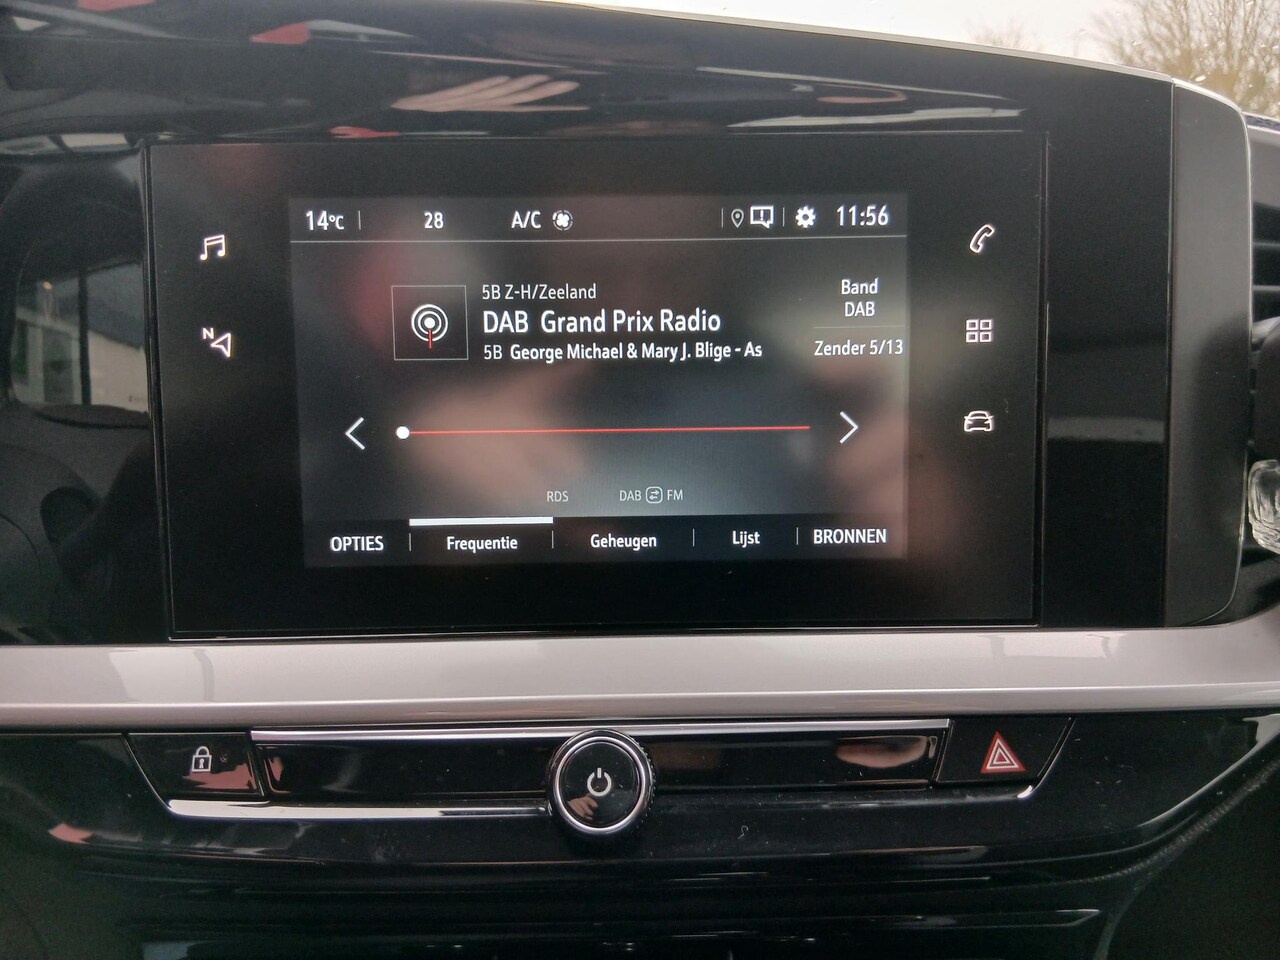 14°C 28 A/C 11:56
5B Z-H/Zeeland
DAB Grand Prix Radio
5B George Michael & Mary J. Blige - As
Band
DAB
Zender 5/13
N
RDS DAB FM
OPTIES Frequentie Geheugen Lijst BRONNEN